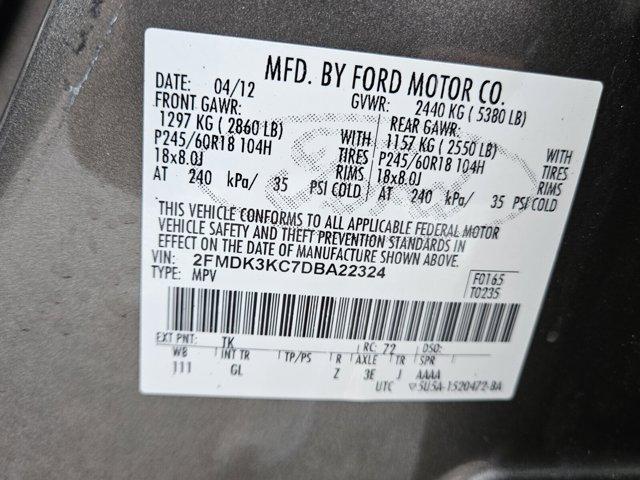 MFD. BY FORD MOTOR CO.
DATE: 04/12 GVWR: 2440 KG ( 5380 LB)
FRONT GAWR: REAR GAWR:
1297 KG ( 2860 LB) WITH 1157 KG ( 2550 LB) WITH
P245/60R18 104H TIRES P245/60R18 104H TIRES
18x8.0J RIMS 18x8.0J RIMS
AT 240 kPa/ 35 PSI COLD AT 240 kPa/ 35 PSI COLD
Ford
THIS VEHICLE CONFORMS TO ALL APPLICABLE FEDERAL MOTOR
VEHICLE SAFETY AND THEFT PREVENTION STANDARDS IN
EFFECT ON THE DATE OF MANUFACTURE SHOWN ABOVE.
VIN: 2FMDK3KC7DBA22324 F0165
TYPE: MPV T0235
EXT PNT: TK RC: 72 DSO:
WB INT TR TP/PS R AXLE TR SPR
111 GL Z 3E J AAAA
UTC 5U5A-1520472-BA